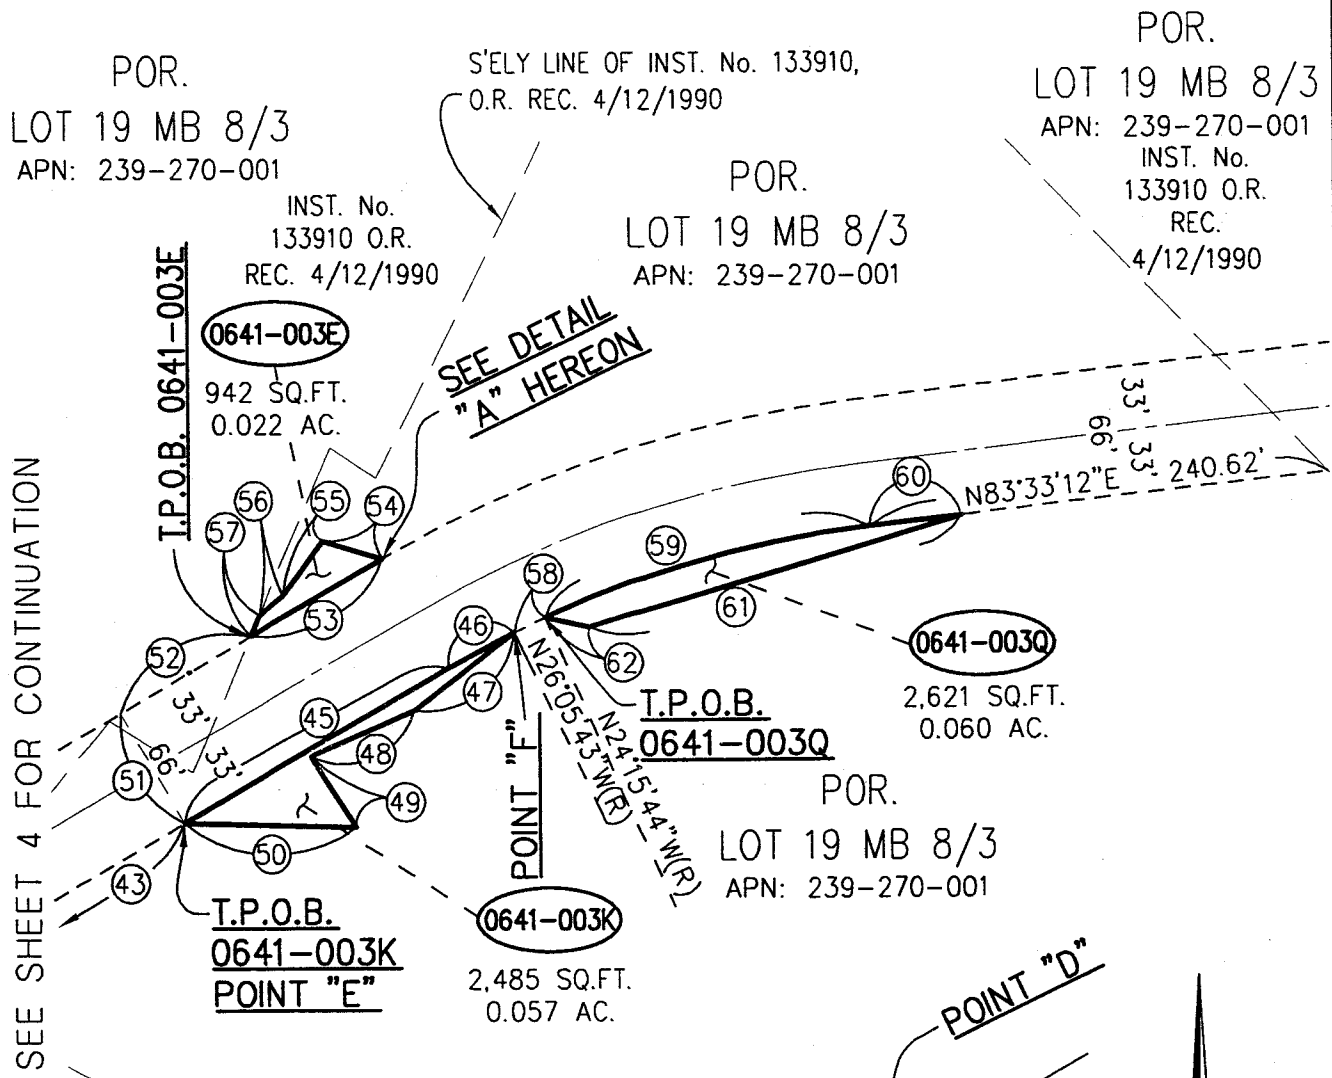 POR.
LOT 19 MB 8/3
APN: 239-270-001
S'ELY LINE OF INST. No. 133910,
O.R. REC. 4/12/1990
POR.
LOT 19 MB 8/3
APN: 239-270-001
INST. No.
133910 O.R.
REC.
4/12/1990
INST. No.
133910 O.R.
REC. 4/12/1990
POR.
LOT 19 MB 8/3
APN: 239-270-001
T.P.O.B. 0641-003E
0641-003E
942 SQ.FT.
0.022 AC.
SEE DETAIL
"A" HEREON
33'
66'
33'
N83°33'12"E 240.62'
60
56
55
54
57
59
58
53
46
61
52
62
47
0641-003Q
2,621 SQ.FT.
0.060 AC.
33'
45
33'
66'
48
51
49
50
43
N26°05'43"W(R)
N24°15'44"W(R)
T.P.O.B.
0641-003Q
POINT "F"
POR.
LOT 19 MB 8/3
APN: 239-270-001
T.P.O.B.
0641-003K
POINT "E"
0641-003K
2,485 SQ.FT.
0.057 AC.
POINT "D"
SEE SHEET 4 FOR CONTINUATION